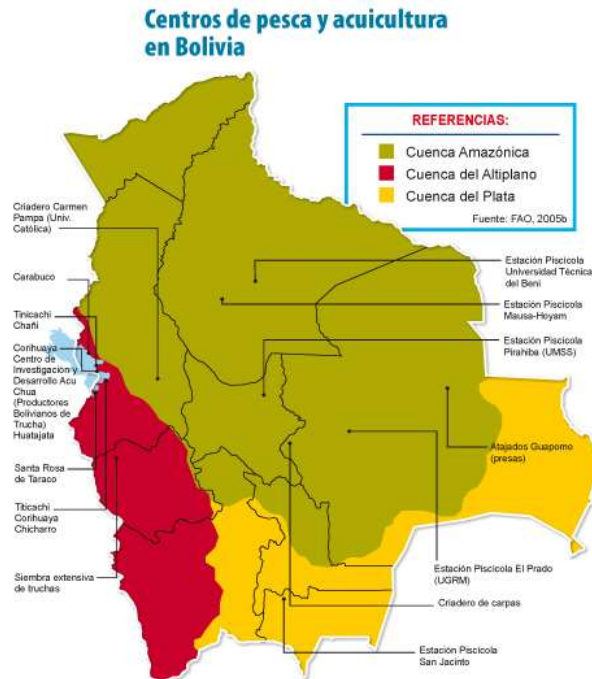 Centros de pesca y acuicultura
en Bolivia
REFERENCIAS:
Cuenca Amazónica
Cuenca del Altiplano
Cuenca del Plata
Fuente: FAO, 2005b
Criadero Carmen
Pampa (Univ.
Católica)
Carabuco
Tinicachi
Chañi
Corihuaya
Centro de
Investigación y
Desarrollo Acu
Chua
(Productores
Bolivianos de
Trucha)
Huatajata
Santa Rosa
de Taraco
Titicachi
Corihuaya
Chicharro
Siembra extensiva
de truchas
Estación Piscícola
Universidad Técnica
del Beni
Estación Piscícola
Mausa-Hoyam
Estación Piscícola
Pirahiba (UMSS)
Atajados Guapomo
(presas)
Estación Piscícola El Prado
(UGRM)
Criadero de carpas
Estación Piscícola
San Jacinto